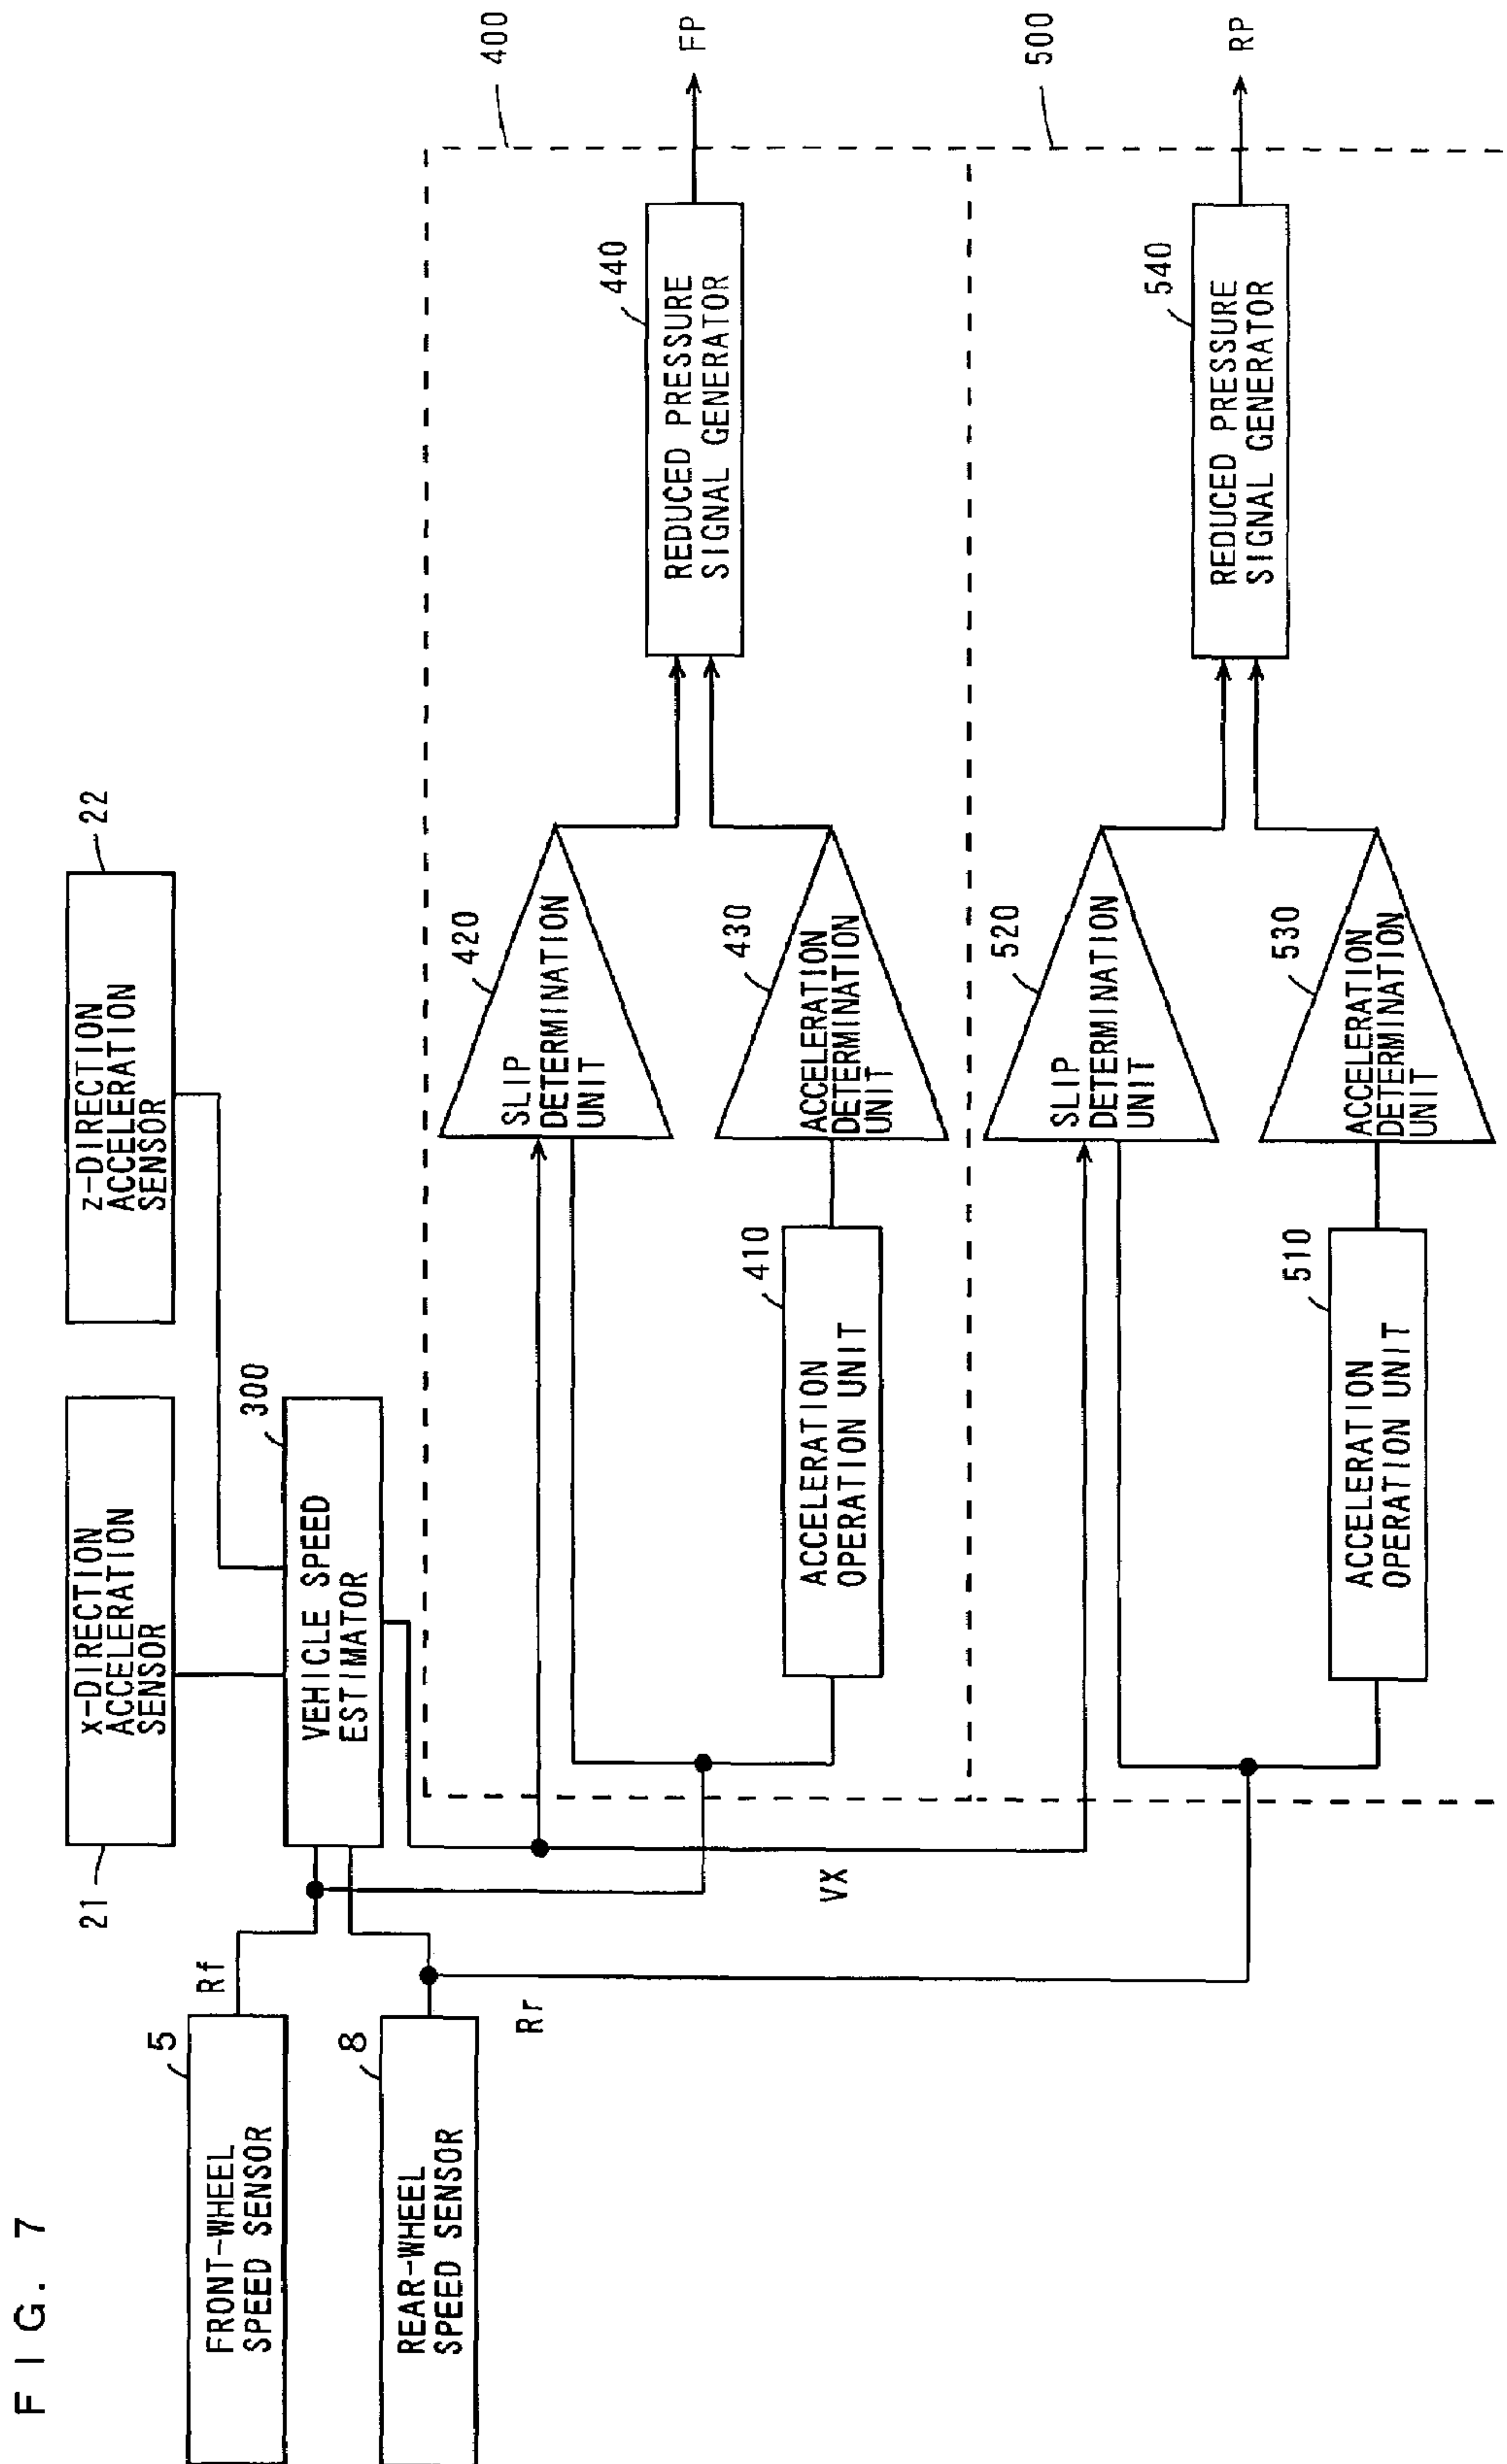 FIG. 7
21
x-DIRECTION
ACCELERATION
SENSOR
22
z-DIRECTION
ACCELERATION
SENSOR
5
FRONT-WHEEL
SPEED SENSOR
Rf
8
REAR-WHEEL
SPEED SENSOR
Rr
300
VEHICLE SPEED
ESTIMATOR
VX
400
420
SLIP
DETERMINATION
UNIT
410
ACCELERATION
OPERATION UNIT
430
ACCELERATION
DETERMINATION
UNIT
440
REDUCED PRESSURE
SIGNAL GENERATOR
FP
500
520
SLIP
DETERMINATION
UNIT
510
ACCELERATION
OPERATION UNIT
530
ACCELERATION
DETERMINATION
UNIT
540
REDUCED PRESSURE
SIGNAL GENERATOR
RP